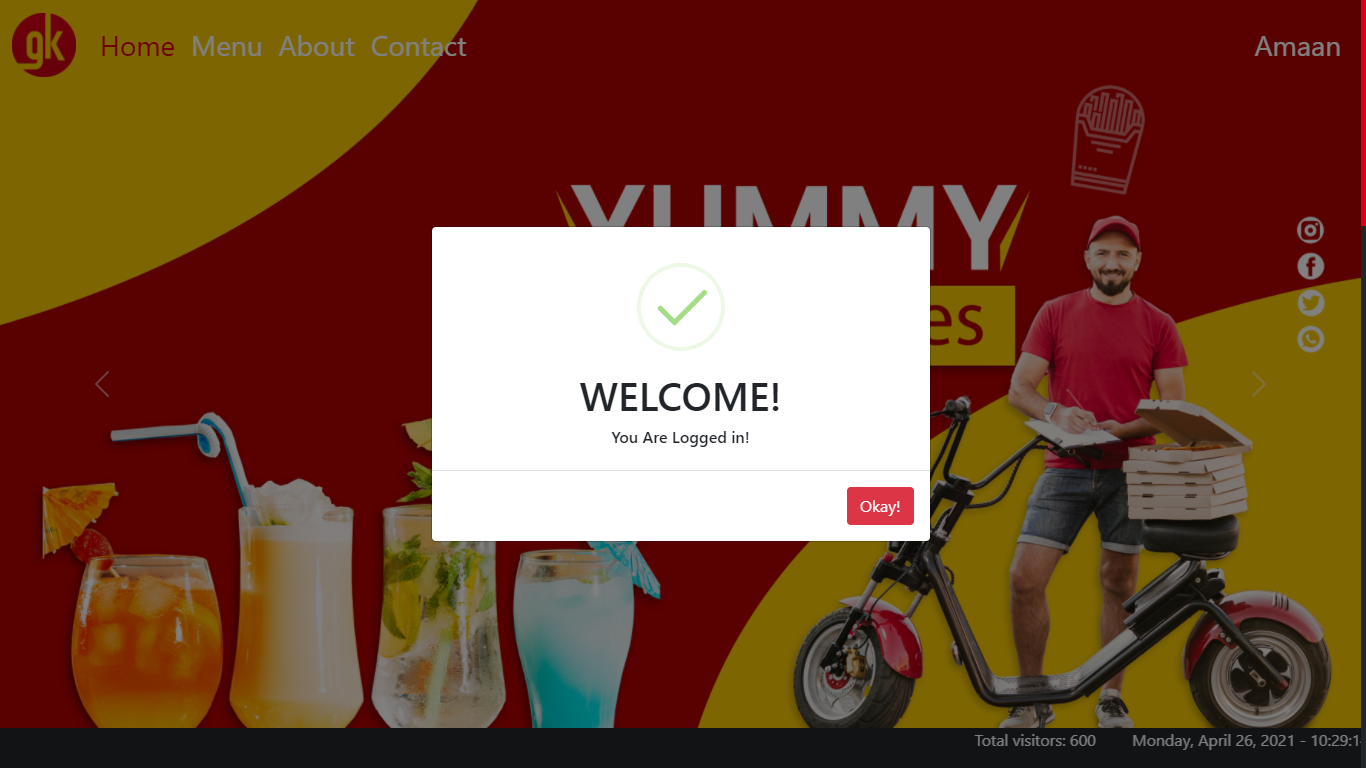 gk
Home Menu About Contact
Amaan
YUMMY
es
WELCOME!
You Are Logged in!
Okay!
Total visitors: 600
Monday, April 26, 2021 - 10:29:1